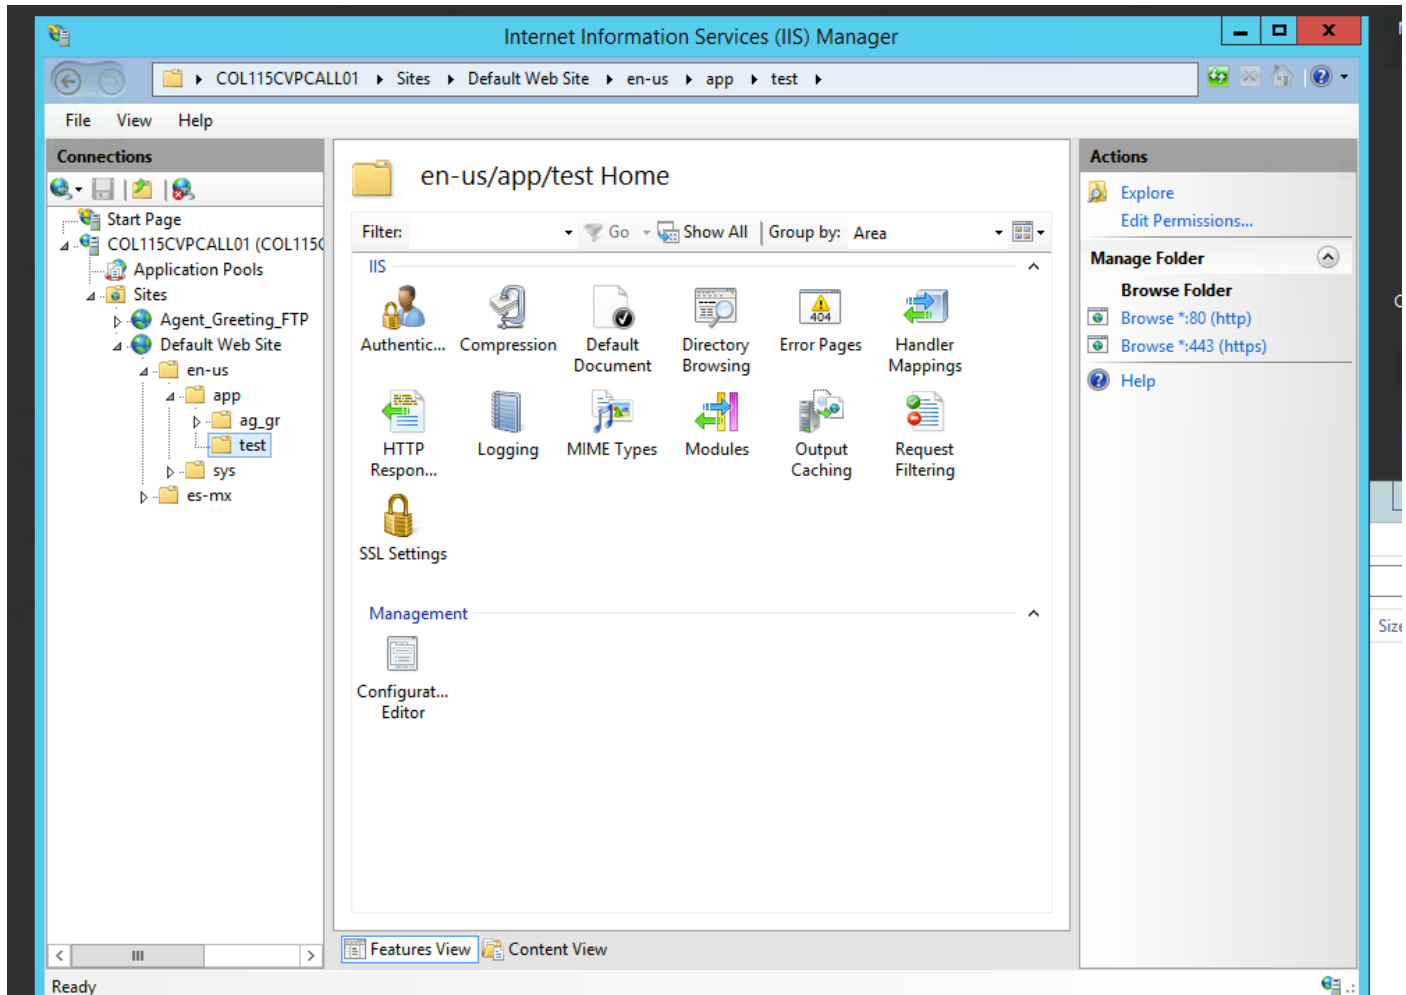 Internet Information Services (IIS) Manager
COL115CVPCALL01 Sites Default Web Site en-us app test
File View Help
Connections
Start Page
COL115CVPCALL01 (COL115C
Application Pools
Sites
Agent_Greeting_FTP
Default Web Site
en-us
app
ag_gr
test
sys
es-mx
en-us/app/test Home
Filter: Go Show All Group by: Area
IIS
Authentic... Compression Default Document Directory Browsing Error Pages Handler Mappings
HTTP Respon... Logging MIME Types Modules Output Caching Request Filtering
SSL Settings
Management
Configurat... Editor
Features View Content View
Actions
Explore
Edit Permissions...
Manage Folder
Browse Folder
Browse *:80 (http)
Browse *:443 (https)
Help
Ready